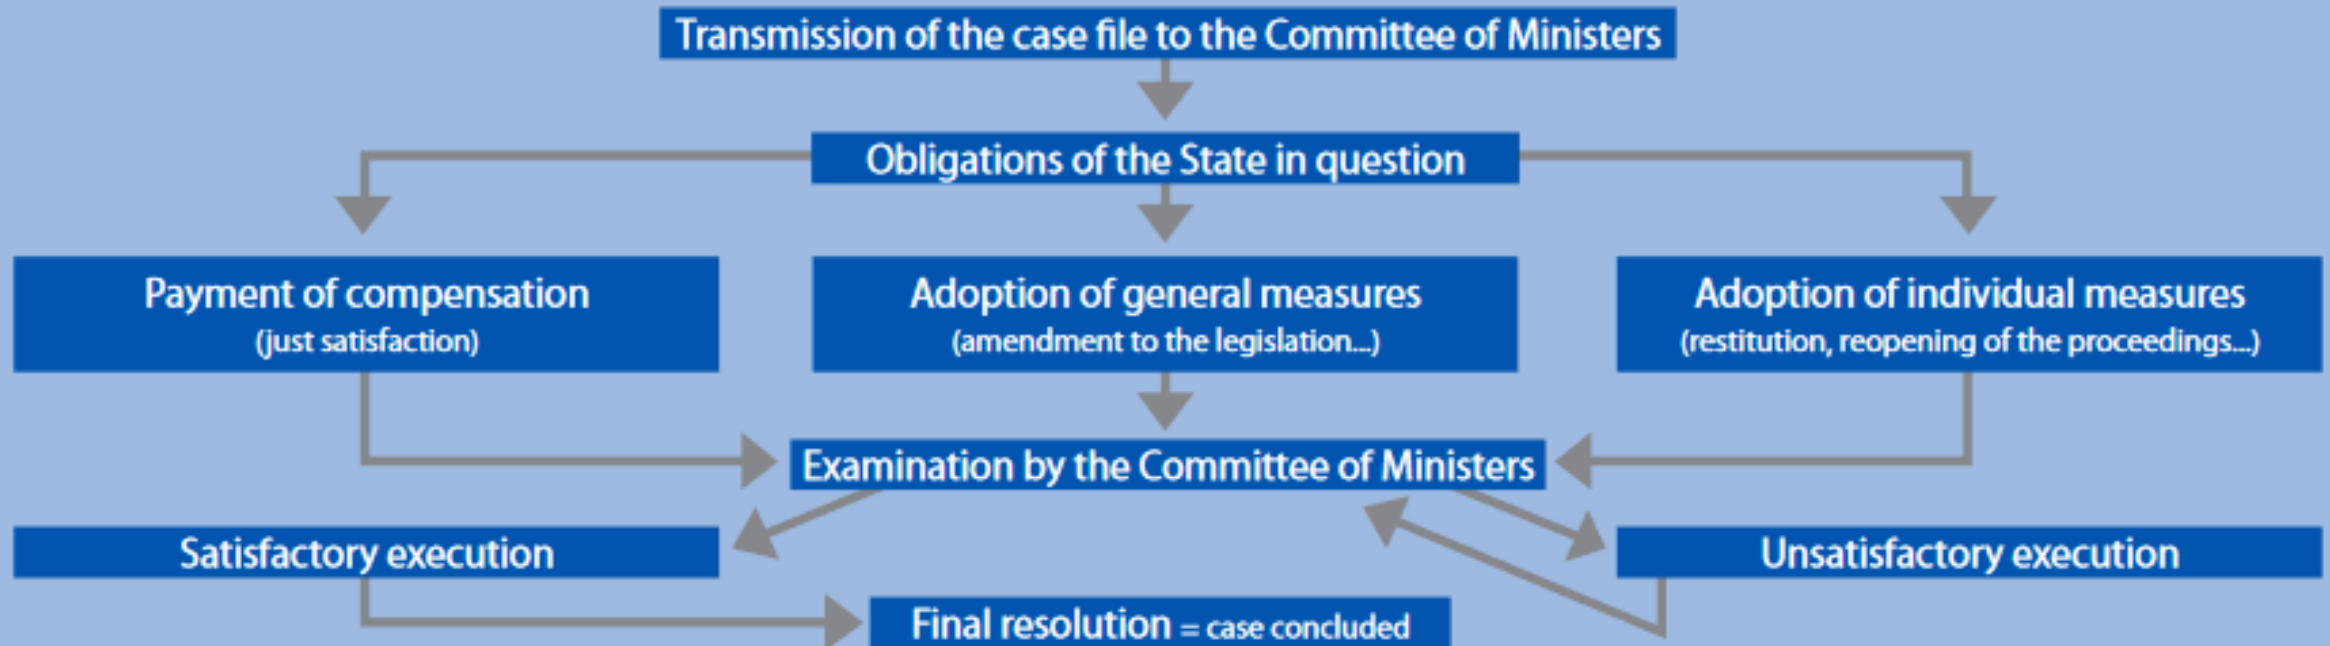 Transmission of the case file to the Committee of Ministers
Obligations of the State in question
Payment of compensation
(just satisfaction)
Adoption of general measures
(amendment to the legislation...)
Adoption of individual measures
(restitution, reopening of the proceedings...)
Examination by the Committee of Ministers
Satisfactory execution
Unsatisfactory execution
Final resolution = case concluded